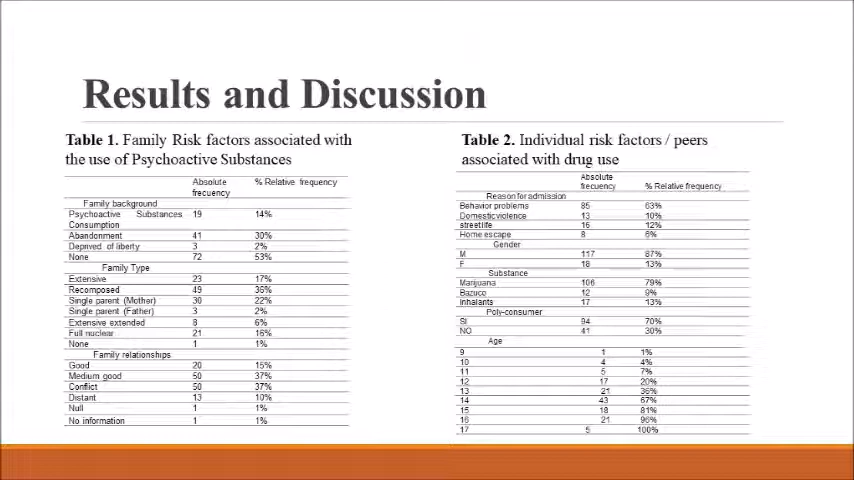 Results and Discussion
Table 1. Family Risk factors associated with
the use of Psychoactive Substances
Absolute frecuency % Relative frequency
Family background
Psychoactive Substances Consumption 19 14%
Abandonment 41 30%
Deprived of liberty 3 2%
None 72 53%
Family Type
Extensive 23 17%
Recomposed 49 36%
Single parent (Mother) 30 22%
Single parent (Father) 3 2%
Extensive extended 8 6%
Full nuclear 21 16%
None 1 1%
Family relationships
Good 20 15%
Medium good 50 37%
Conflict 50 37%
Distant 13 10%
Null 1 1%
No information 1 1%
Table 2. Individual risk factors / peers
associated with drug use
Absolute frecuency % Relative frequency
Reason for admission
Behavior problems 85 63%
Domestic violence 13 10%
street life 16 12%
Home escape 8 6%
Gender
M 117 87%
F 18 13%
Substance
Marijuana 106 79%
Bazuco 12 9%
Inhalants 17 13%
Poly-consumer
SI 94 70%
NO 41 30%
Age
9 1 1%
10 4 4%
11 5 7%
12 17 20%
13 21 36%
14 43 67%
15 18 81%
16 21 96%
17 5 100%